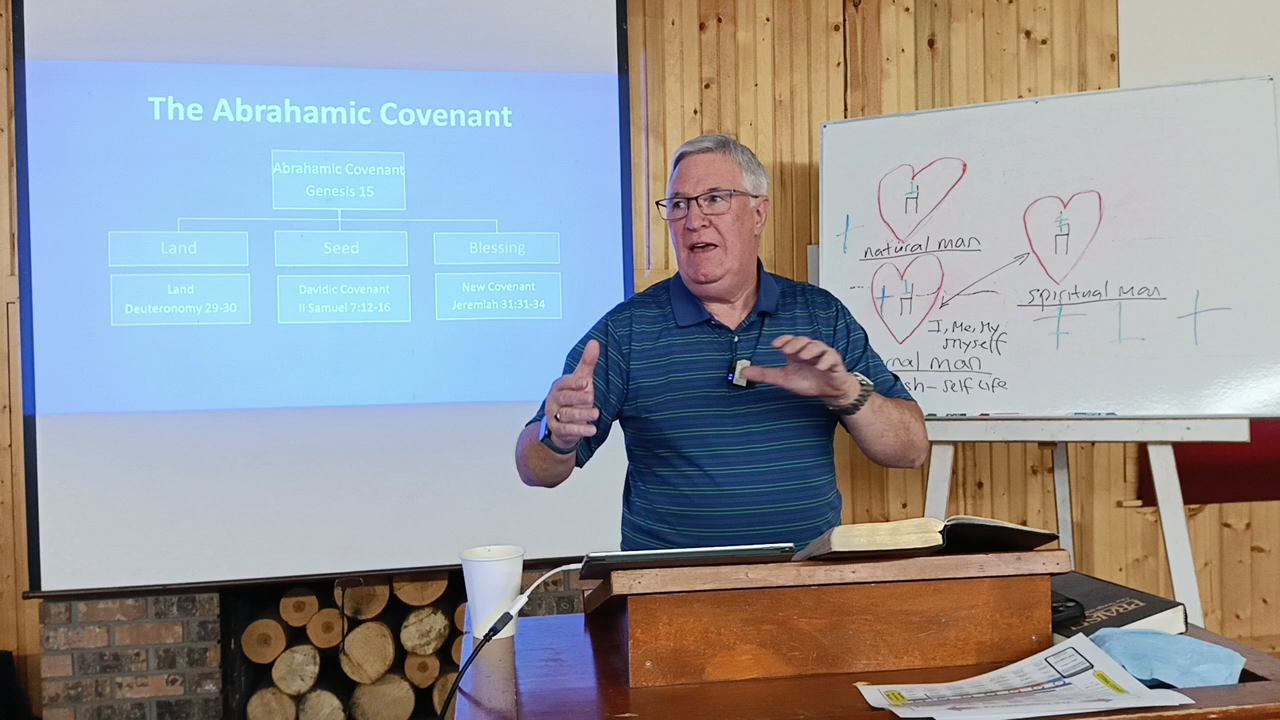 The Abrahamic Covenant
Abrahamic Covenant
Genesis 15
Land
Seed
Blessing
Land
Deuteronomy 29-30
Davidic Covenant
II Samuel 7:12-16
New Covenant
Jeremiah 31:31-34
natural man
spiritual man
I, Me, My
Myself
man
self life